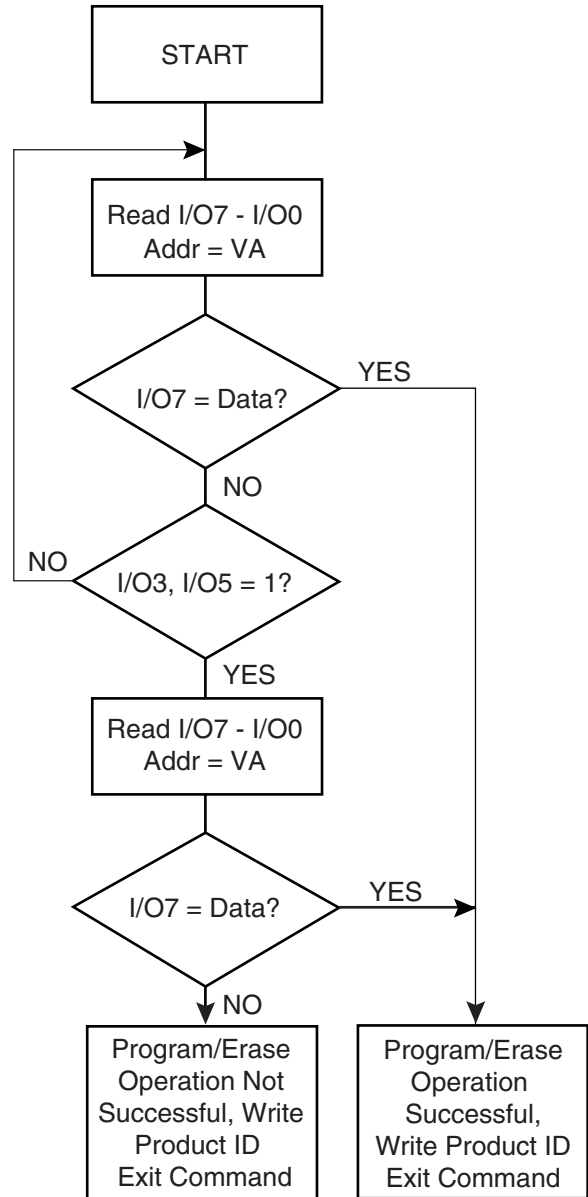 START
Read I/O7 - I/O0
Addr = VA
I/O7 = Data?
YES
NO
NO
I/O3, I/O5 = 1?
YES
Read I/O7 - I/O0
Addr = VA
I/O7 = Data?
YES
NO
Program/Erase
Operation Not
Successful, Write
Product ID
Exit Command
Program/Erase
Operation
Successful,
Write Product ID
Exit Command